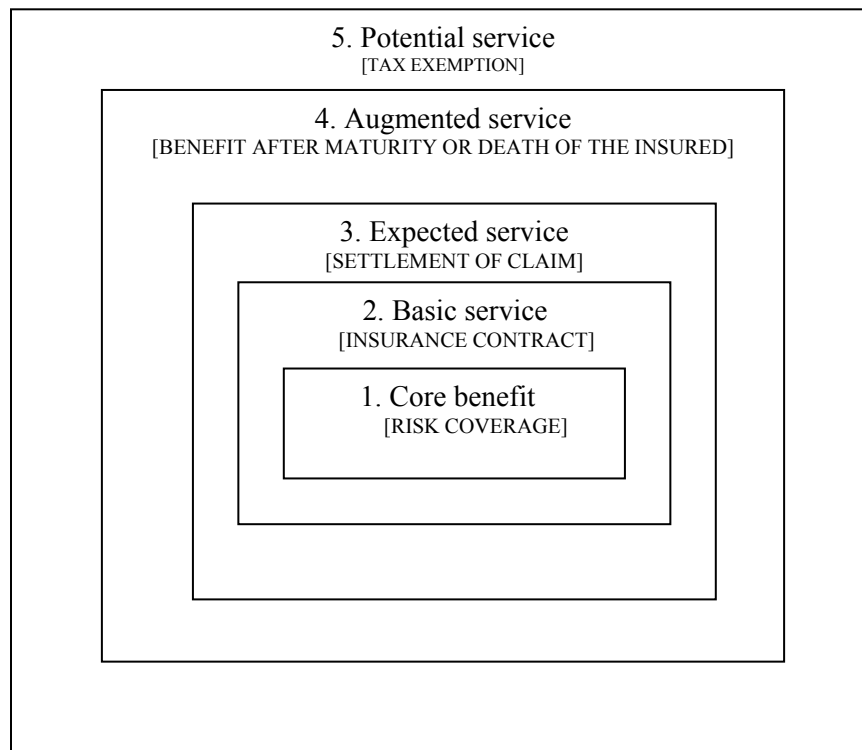 5. Potential service
[TAX EXEMPTION]
4. Augmented service
[BENEFIT AFTER MATURITY OR DEATH OF THE INSURED]
3. Expected service
[SETTLEMENT OF CLAIM]
2. Basic service
[INSURANCE CONTRACT]
1. Core benefit
[RISK COVERAGE]